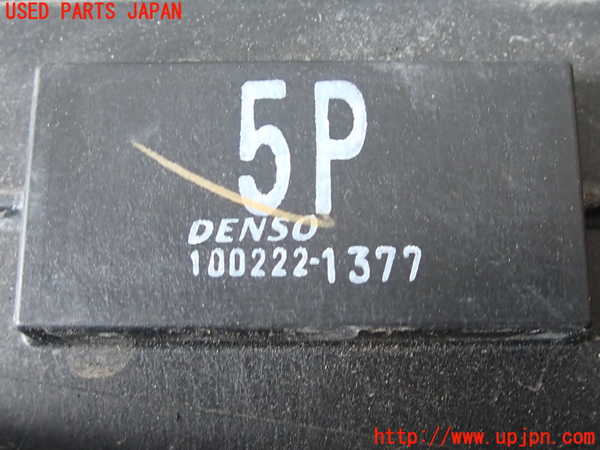 USED PARTS JAPAN
5P
DENSO
100222-1377
http://www.upjpn.com/